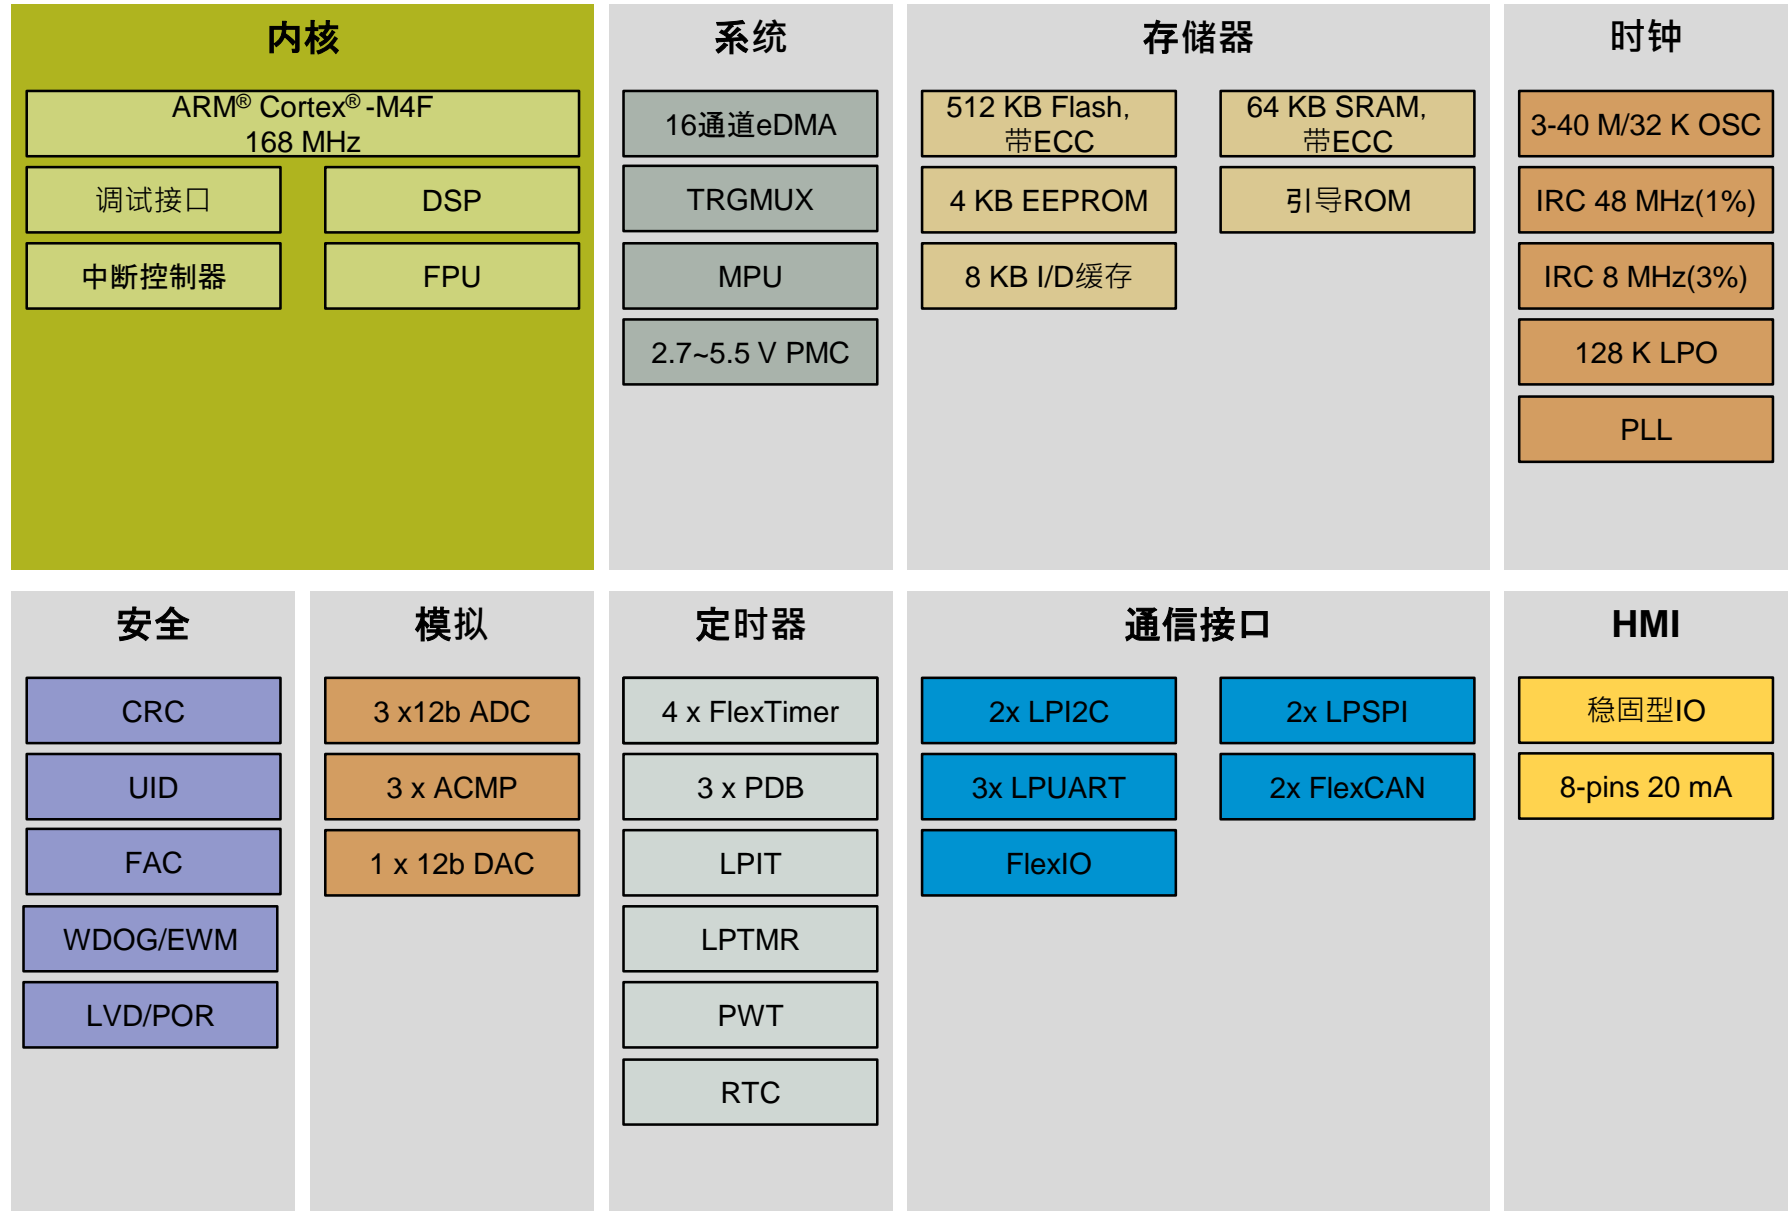 内核
ARM® Cortex® -M4F
168 MHz
调试接口
DSP
中断控制器
FPU
系统
16通道eDMA
TRGMUX
MPU
2.7~5.5 V PMC
存储器
512 KB Flash,
带ECC
64 KB SRAM,
带ECC
4 KB EEPROM
引导ROM
8 KB I/D缓存
时钟
3-40 M/32 K OSC
IRC 48 MHz(1%)
IRC 8 MHz(3%)
128 K LPO
PLL
安全
CRC
UID
FAC
WDOG/EWM
LVD/POR
模拟
3 x12b ADC
3 x ACMP
1 x 12b DAC
定时器
4 x FlexTimer
3 x PDB
LPIT
LPTMR
PWT
RTC
通信接口
2x LPI2C
2x LPSPI
3x LPUART
2x FlexCAN
FlexIO
HMI
稳固型IO
8-pins 20 mA